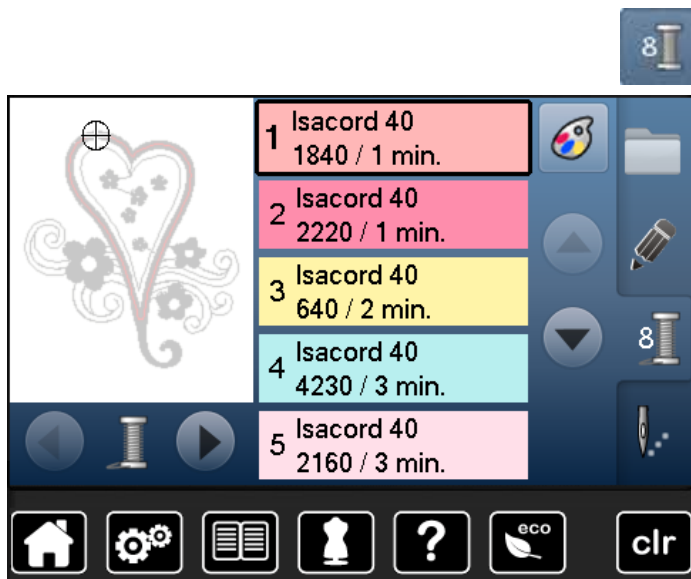 8
1 Isacord 40
1840 / 1 min.
2 Isacord 40
2220 / 1 min.
3 Isacord 40
640 / 2 min.
4 Isacord 40
4230 / 3 min.
5 Isacord 40
2160 / 3 min.
8
?
eco
clr